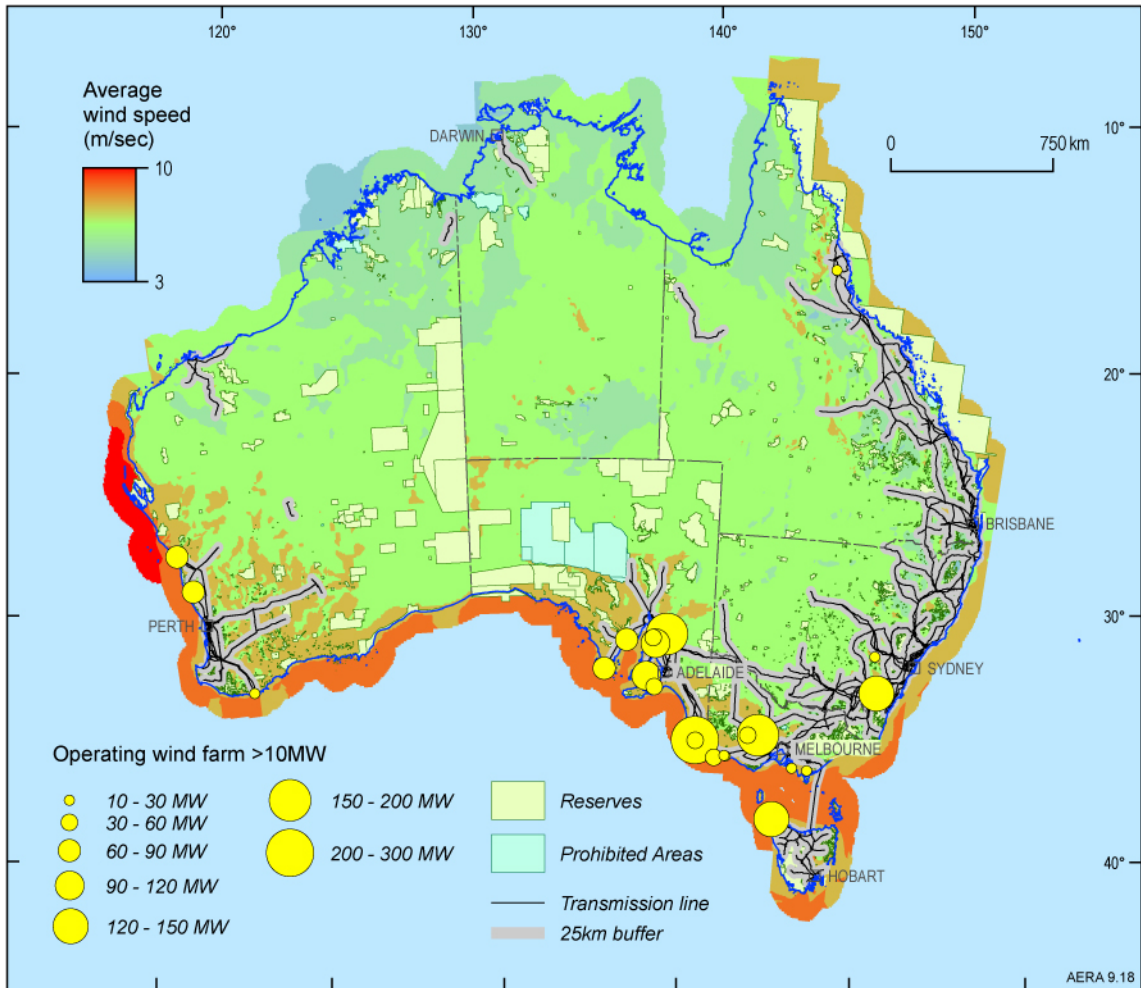 120°
130°
140°
150°
Average
wind speed
(m/sec)
10
3
DARWIN
10°
0
750 km
20°
BRISBANE
30°
PERTH
ADELAIDE
SYDNEY
MELBOURNE
40°
HOBART
Operating wind farm >10MW
10 - 30 MW
30 - 60 MW
60 - 90 MW
90 - 120 MW
120 - 150 MW
150 - 200 MW
200 - 300 MW
Reserves
Prohibited Areas
Transmission line
25km buffer
AERA 9.18